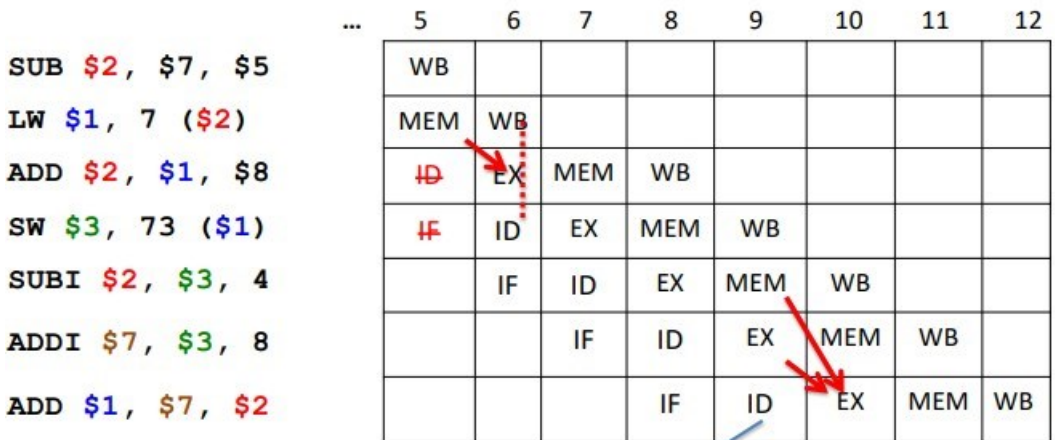 ... 5 6 7 8 9 10 11 12
SUB $2, $7, $5 WB
LW $1, 7 ($2) MEM WB
ADD $2, $1, $8 ID EX MEM WB
SW $3, 73 ($1) IF ID EX MEM WB
SUBI $2, $3, 4 IF ID EX MEM WB
ADDI $7, $3, 8 IF ID EX MEM WB
ADD $1, $7, $2 IF ID EX MEM WB